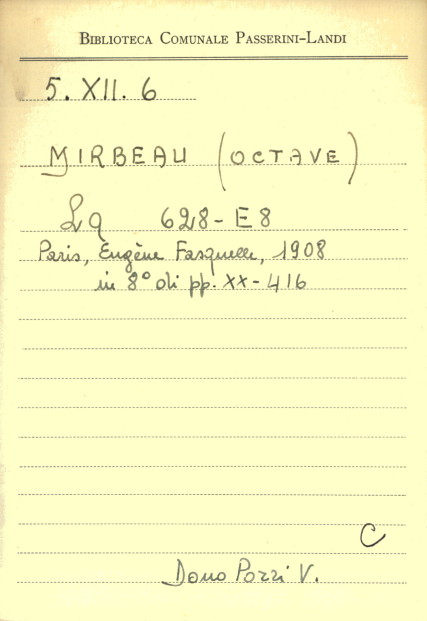 BIBLIOTECA COMUNALE PASSERINI-LANDI
5. XII. 6
MIRBEAU (OCTAVE)
La 628-E8
Paris, Eugène Fasquelle, 1908
in 8° di pp. XX-416
C
Dono Pozzi V.